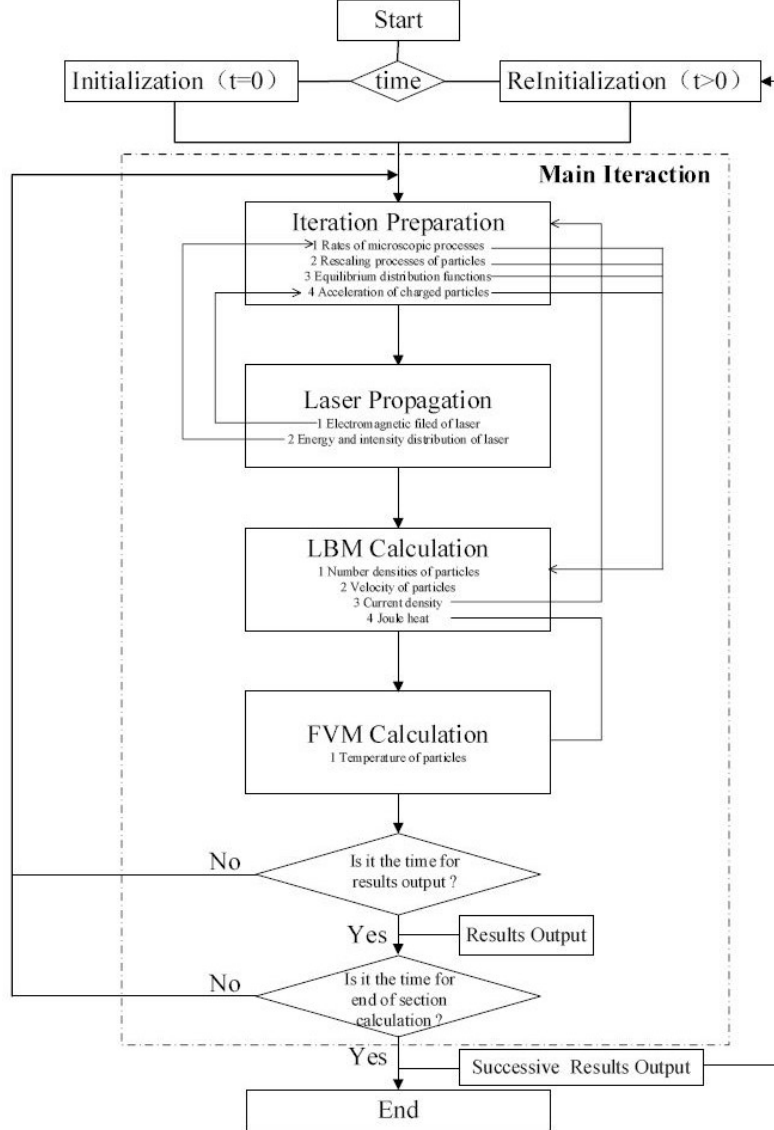 Start
Initialization（t=0）
time
ReInitialization（t>0）
Main Iteraction
Iteration Preparation
1 Rates of microscopic processes
2 Rescaling processes of particles
3 Equilibrium distribution functions
4 Acceleration of charged particles
Laser Propagation
1 Electromagnetic filed of laser
2 Energy and intensity distribution of laser
LBM Calculation
1 Number densities of particles
2 Velocity of particles
3 Current density
4 Joule heat
FVM Calculation
1 Temperature of particles
No
Is it the time for
results output ?
Yes
Results Output
No
Is it the time for
end of section
calculation ?
Yes
Successive Results Output
End